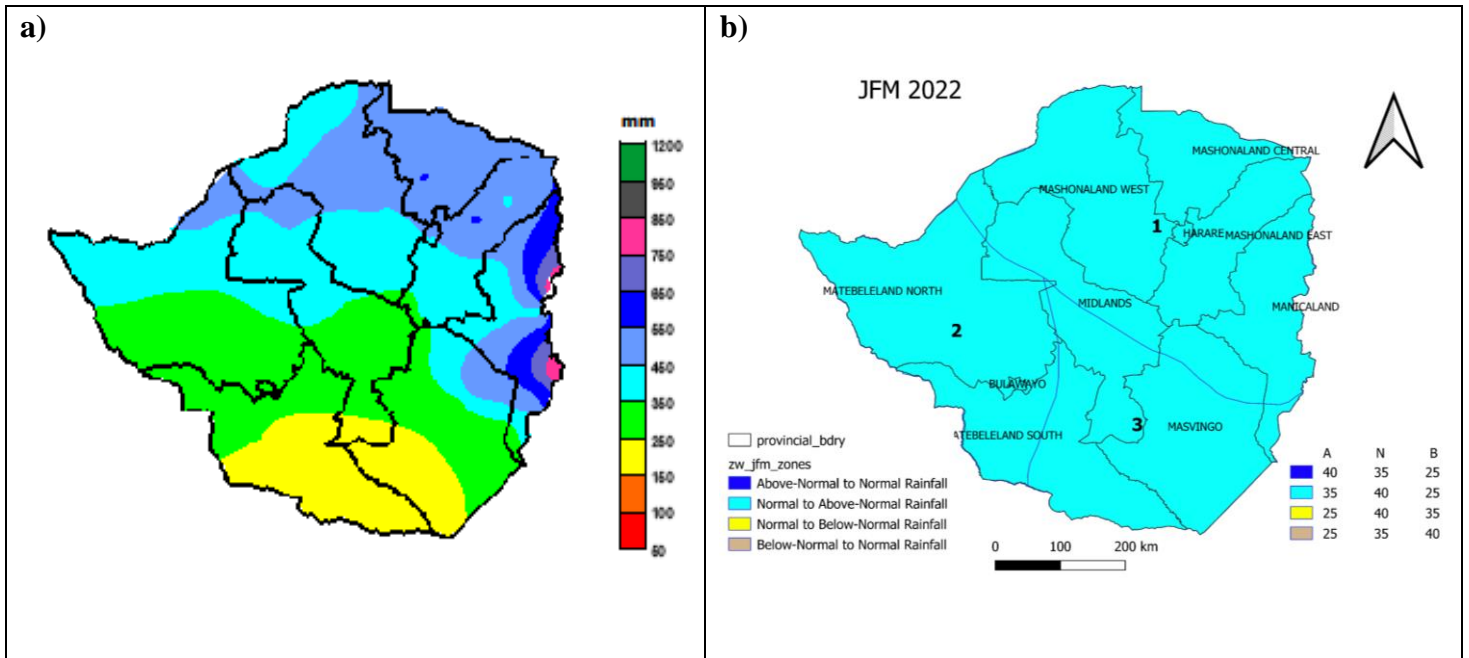 a)
mm
1200
950
850
750
650
550
450
350
250
150
100
50
b)
JFM 2022
MASHONALAND CENTRAL
MASHONALAND WEST
1
HARARE
MASHONALAND EAST
MATEBELELAND NORTH
MIDLANDS
MANICALAND
2
BULAWAYO
ATEBELELAND SOUTH
3
MASVINGO
provincial_bdry
zw_jfm_zones
Above-Normal to Normal Rainfall
Normal to Above-Normal Rainfall
Normal to Below-Normal Rainfall
Below-Normal to Normal Rainfall
0 100 200 km
A N B
40 35 25
35 40 25
25 40 35
25 35 40